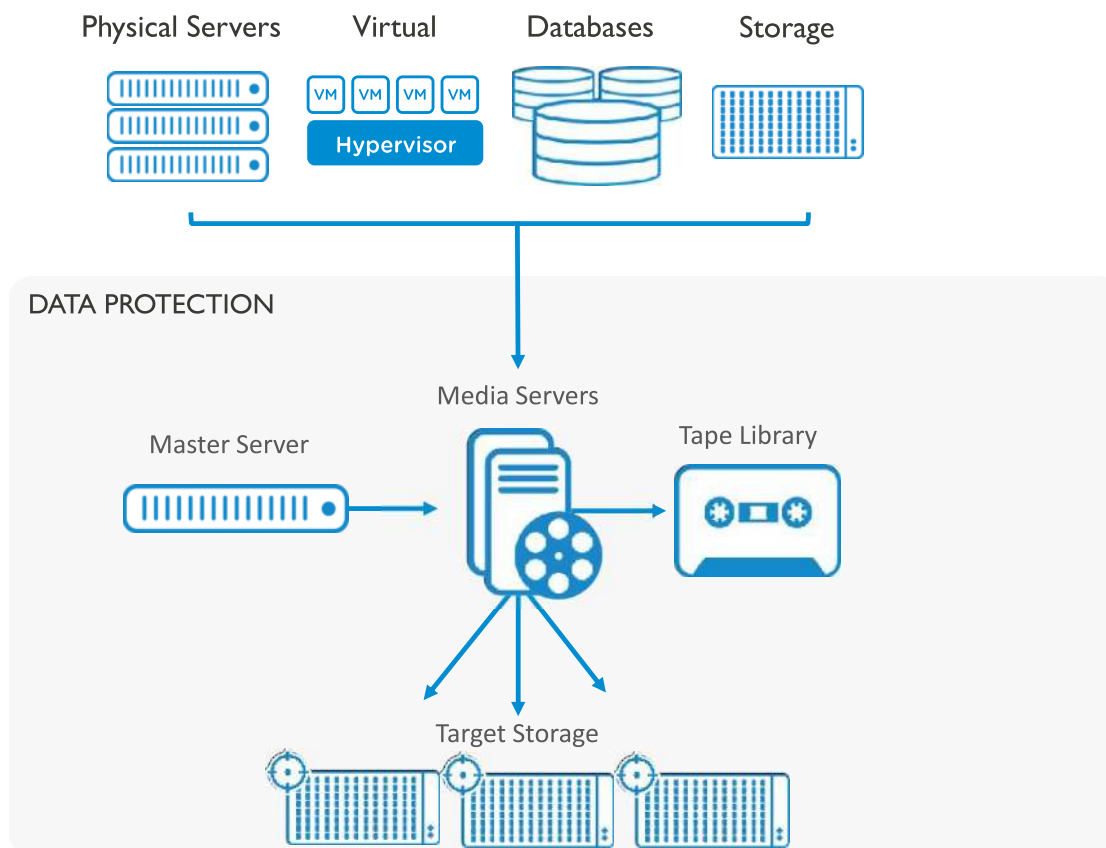 Physical Servers Virtual Databases Storage
VM VM VM VM
Hypervisor
DATA PROTECTION
Media Servers
Master Server
Tape Library
Target Storage